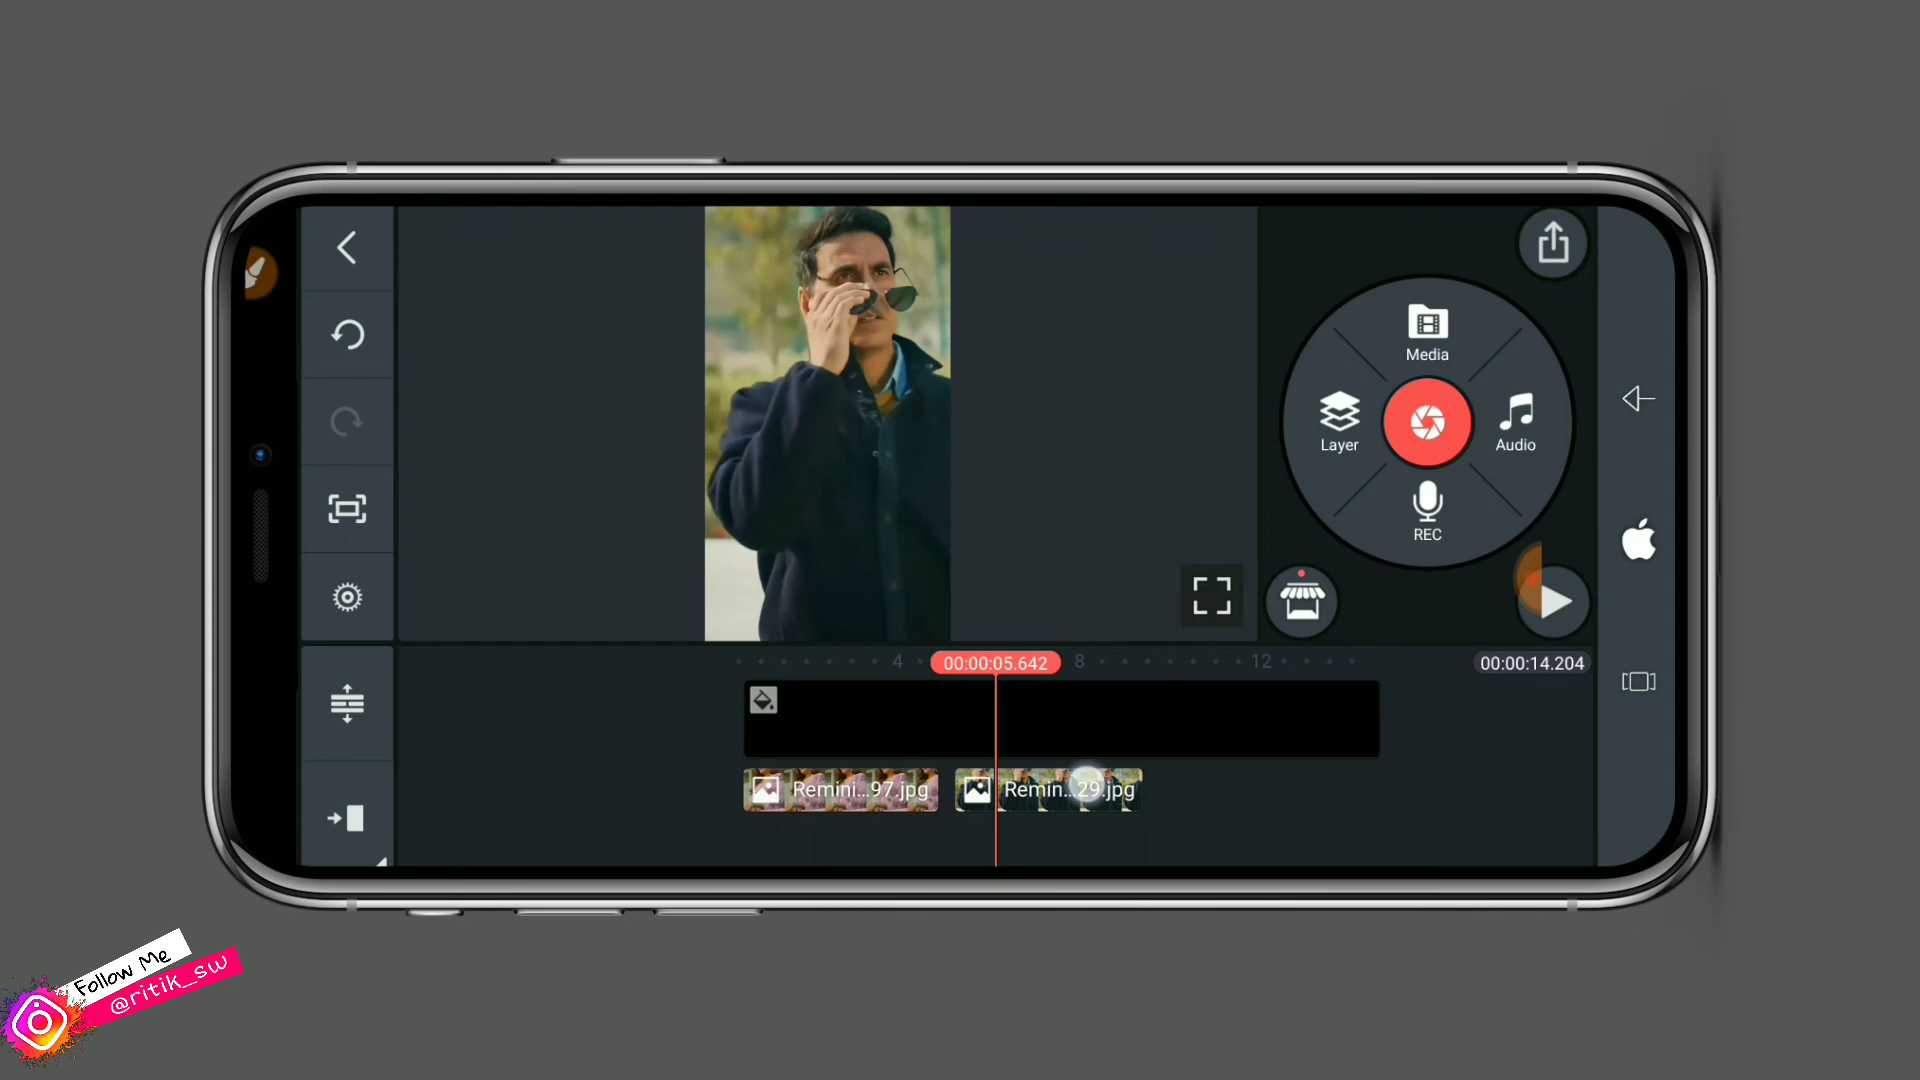 Media
Layer
Audio
REC
4
00:00:05.642
8
12
00:00:14.204
Remini...97.jpg
Remin...29.jpg
Follow Me
@ritik_sw